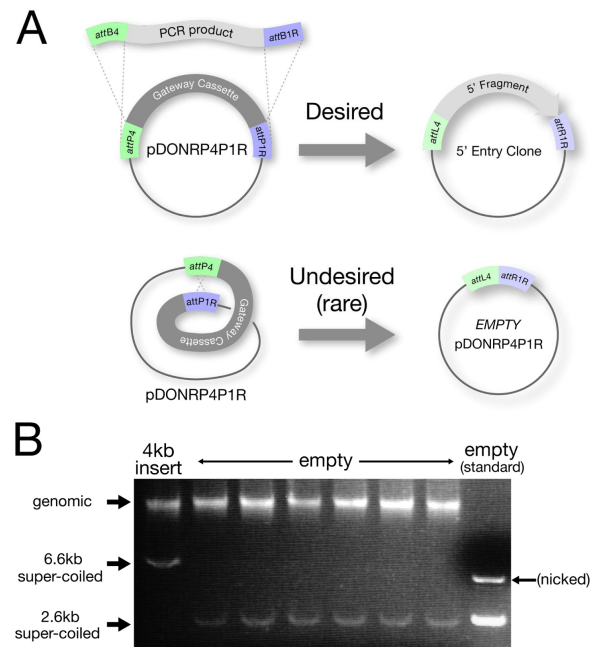 A
attB4
PCR product
attB1R
Gateway Cassette
attP4
attP1R
pDONRP4P1R
Desired
5' Fragment
attL4
attR1R
5' Entry Clone
attP4
attP1R
Gateway Cassette
pDONRP4P1R
Undesired
(rare)
attL4
attR1R
EMPTY
pDONRP4P1R
B
4kb
insert
empty
empty
(standard)
genomic
6.6kb
super-coiled
(nicked)
2.6kb
super-coiled